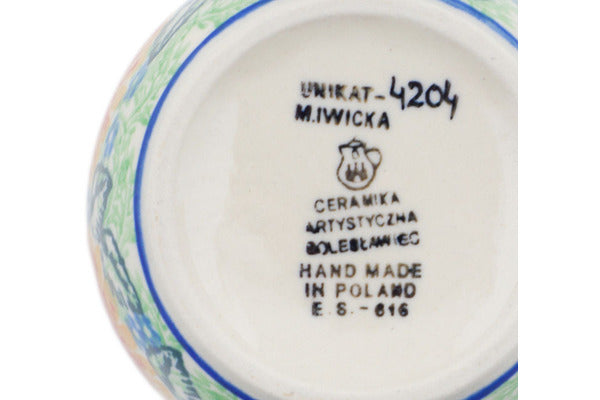 UNIKAT-4204
M.IWICKA
CERAMIKA
ARTYSTYCZNA
BOLESŁAWIEC
HAND MADE
IN POLAND
E.S.-616